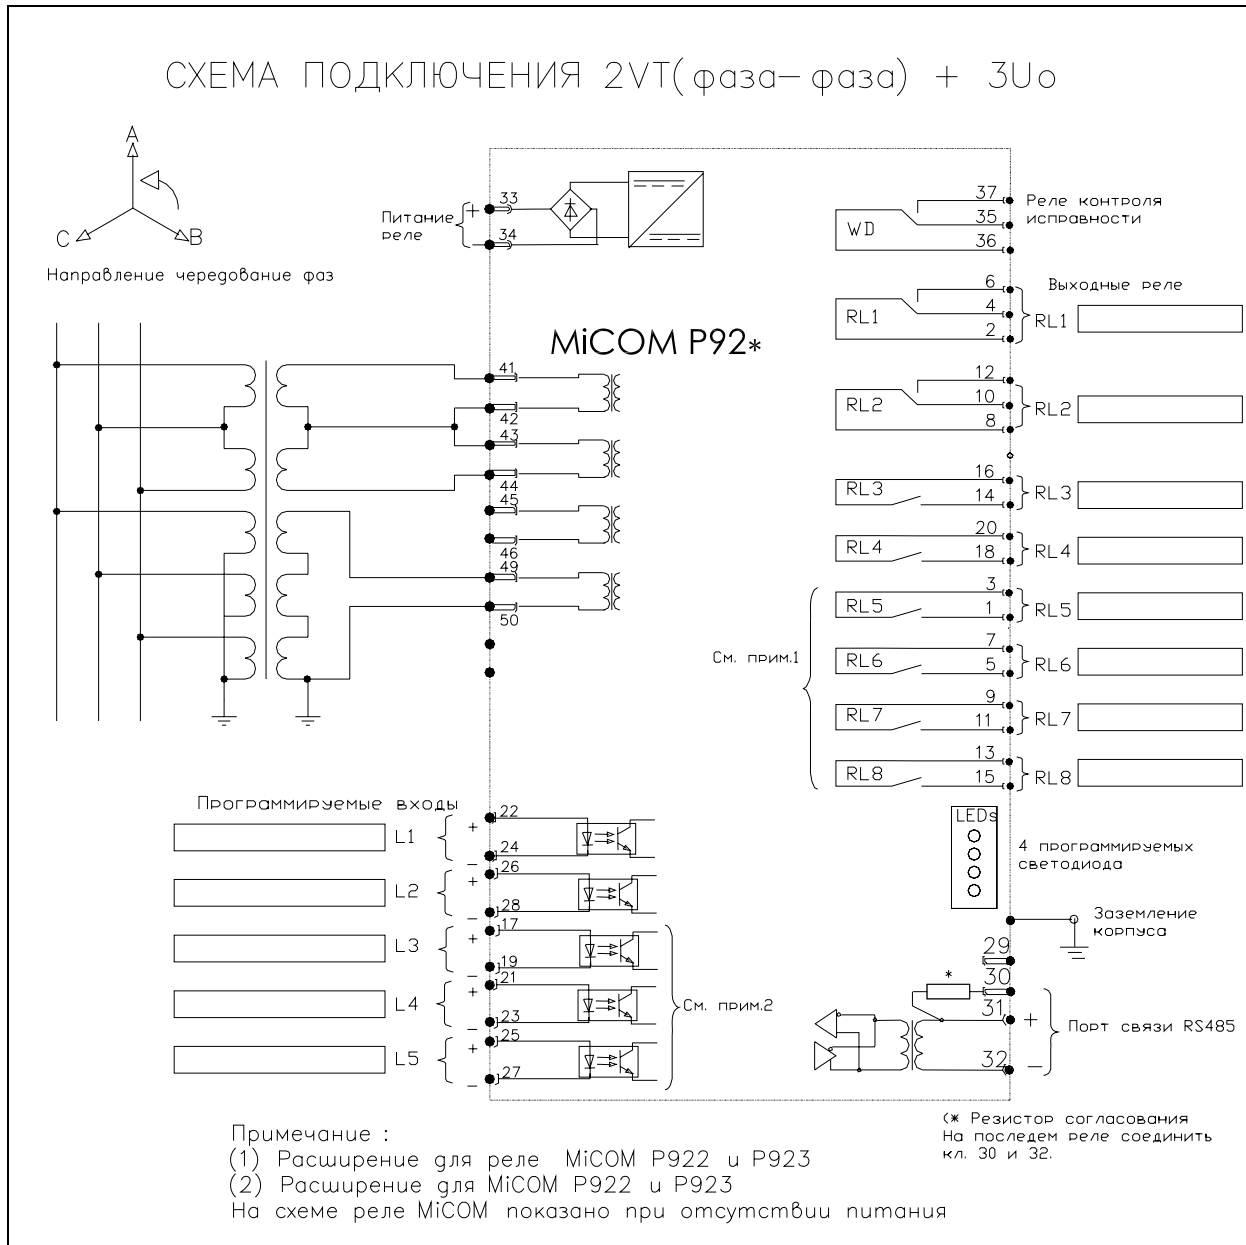 СХЕМА ПОДКЛЮЧЕНИЯ 2VT(фаза-фаза) + 3Uo
A
C
B
Направление чередование фаз
Питание
реле
+
33
34
WD
37
35
36
Реле контроля
исправности
MiCOM P92*
Выходные реле
RL1
6
4
2
RL1
RL2
12
10
8
RL2
RL3
16
14
RL3
RL4
20
18
RL4
RL5
3
1
RL5
RL6
7
5
RL6
RL7
9
11
RL7
RL8
13
15
RL8
См. прим.1
41
42
43
44
45
46
49
50
Программируемые входы
L1
+
−
22
24
L2
+
−
26
28
L3
+
−
17
19
L4
+
−
21
23
L5
+
−
25
27
См. прим.2
LEDs
4 программируемых
светодиода
Заземление
корпуса
29
30
31
32
*
+
−
Порт связи RS485
(* Резистор согласования
На последем реле соединить
кл. 30 и 32.
Примечание :
(1) Расширение для реле MiCOM P922 и P923
(2) Расширение для MiCOM P922 и P923
На схеме реле MiCOM показано при отсутствии питания